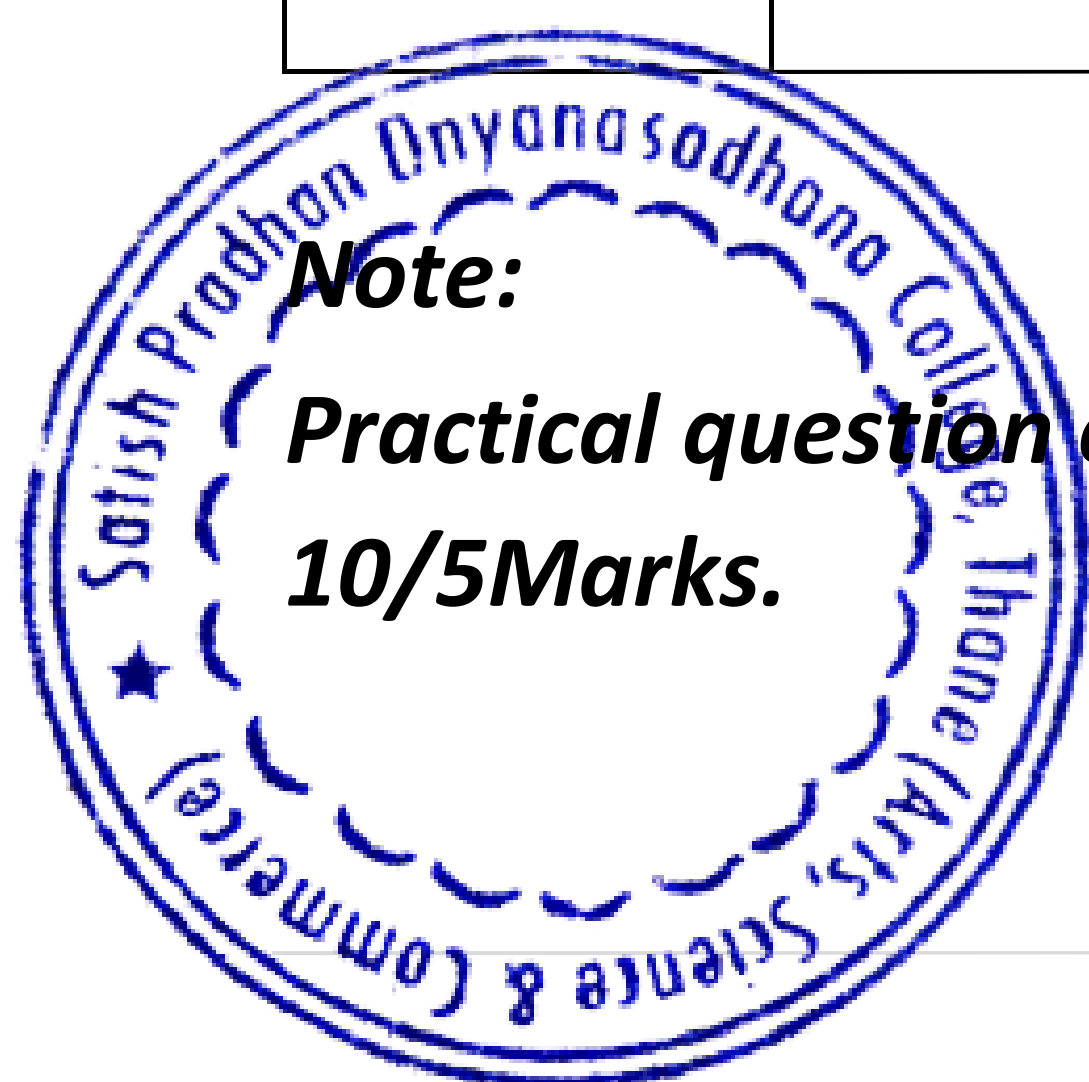 Satish Pradhan Dnyanasadhana College, Thane (Arts, Science & Commerce)
Note:
Practical question
10/5Marks.